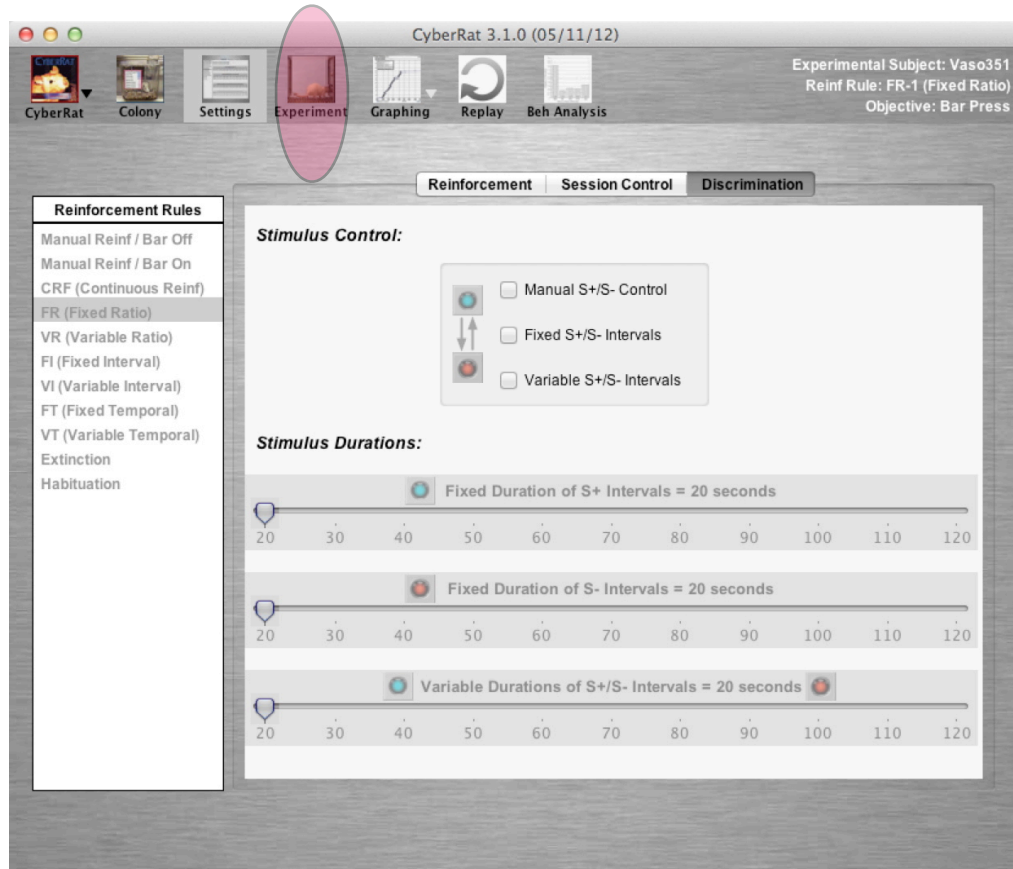 CyberRat 3.1.0 (05/11/12)
CYBERRAT
CyberRat
Colony
Settings
Experiment
Graphing
Replay
Beh Analysis
Experimental Subject: Vaso351
Reinf Rule: FR-1 (Fixed Ratio)
Objective: Bar Press
Reinforcement
Session Control
Discrimination
Reinforcement Rules
Manual Reinf / Bar Off
Manual Reinf / Bar On
CRF (Continuous Reinf)
FR (Fixed Ratio)
VR (Variable Ratio)
FI (Fixed Interval)
VI (Variable Interval)
FT (Fixed Temporal)
VT (Variable Temporal)
Extinction
Habituation
Stimulus Control:
Manual S+/S- Control
Fixed S+/S- Intervals
Variable S+/S- Intervals
Stimulus Durations:
Fixed Duration of S+ Intervals = 20 seconds
20 30 40 50 60 70 80 90 100 110 120
Fixed Duration of S- Intervals = 20 seconds
20 30 40 50 60 70 80 90 100 110 120
Variable Durations of S+/S- Intervals = 20 seconds
20 30 40 50 60 70 80 90 100 110 120